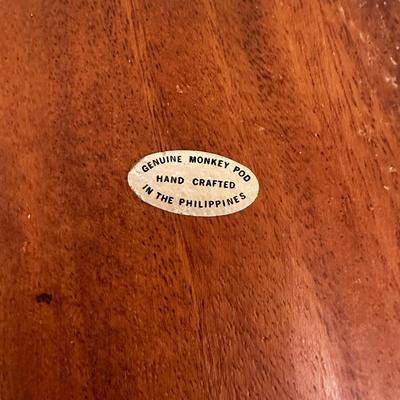 GENUINE MONKEY POD
HAND CRAFTED
IN THE PHILIPPINES